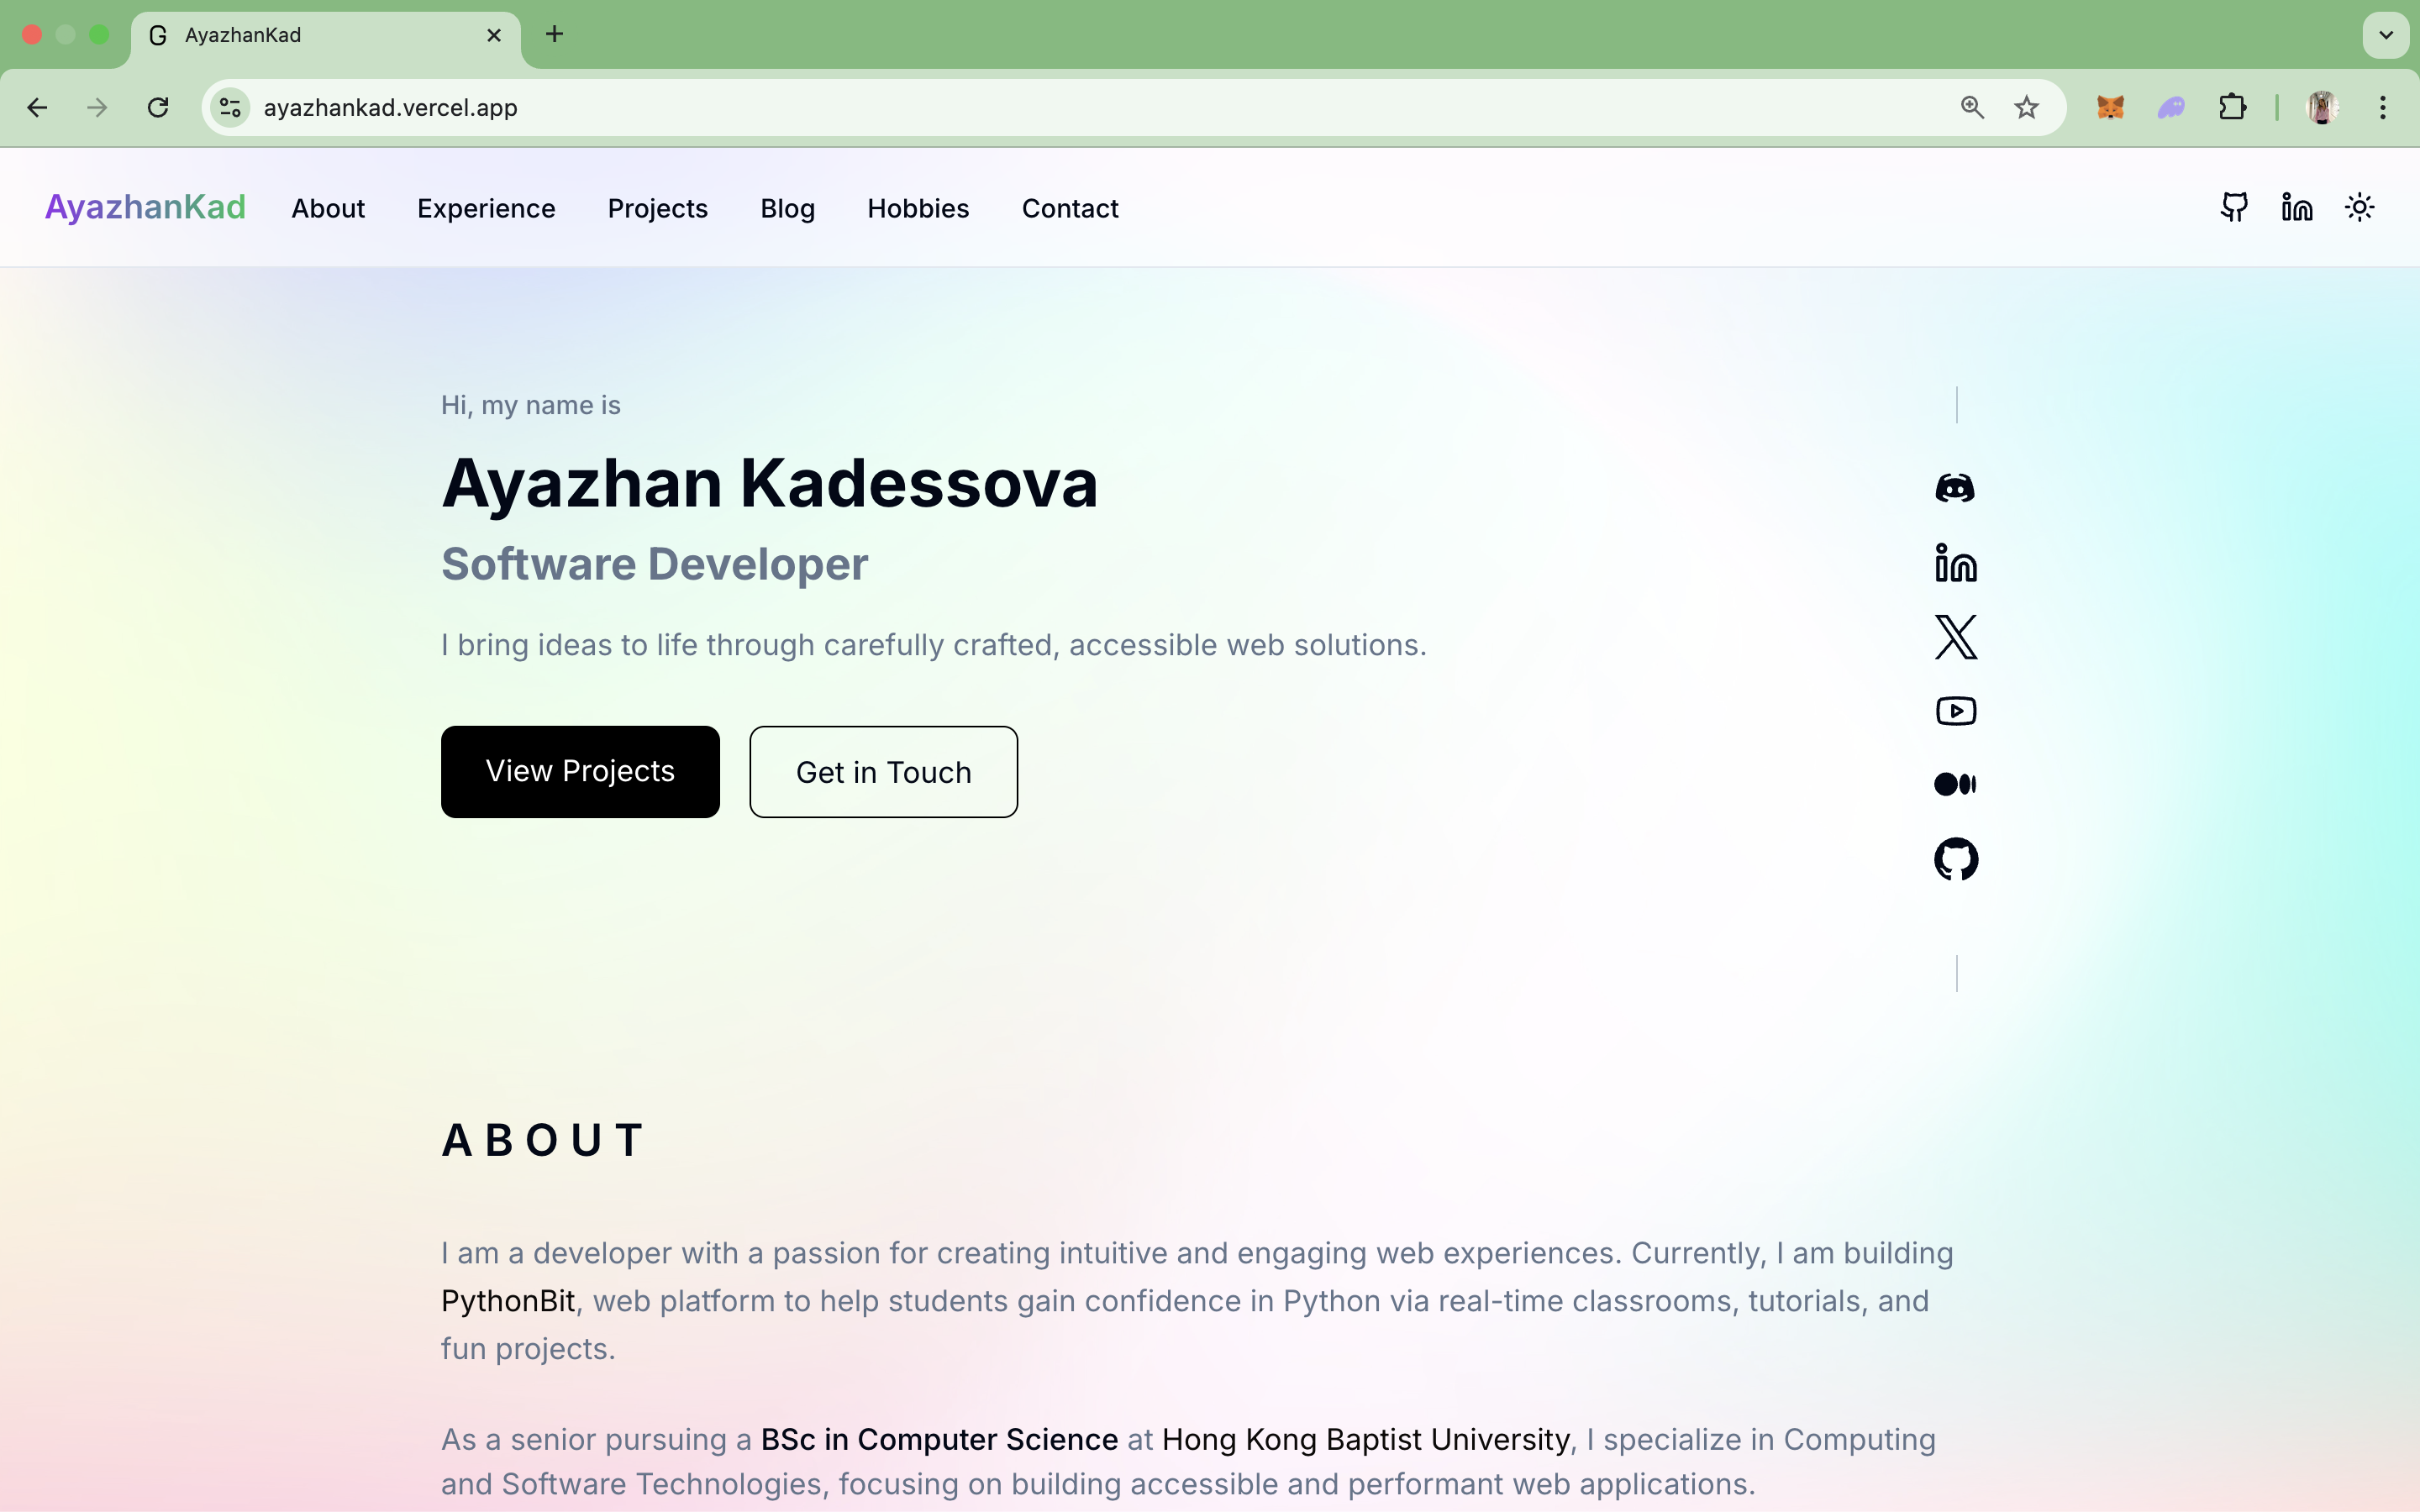 AyazhanKad
ayazhankad.vercel.app
AyazhanKad About Experience Projects Blog Hobbies Contact
Hi, my name is
Ayazhan Kadessova
Software Developer
I bring ideas to life through carefully crafted, accessible web solutions.
View Projects Get in Touch
ABOUT
I am a developer with a passion for creating intuitive and engaging web experiences. Currently, I am building
PythonBit, web platform to help students gain confidence in Python via real-time classrooms, tutorials, and
fun projects.
As a senior pursuing a BSc in Computer Science at Hong Kong Baptist University, I specialize in Computing
and Software Technologies, focusing on building accessible and performant web applications.